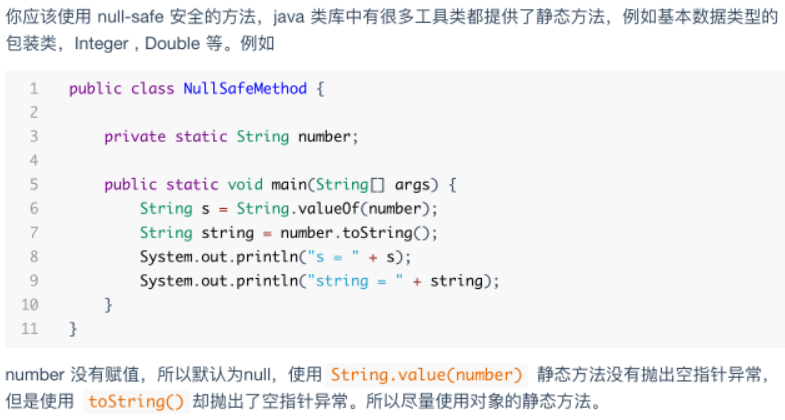 你应该使用 null-safe 安全的方法，java 类库中有很多工具类都提供了静态方法，例如基本数据类型的
包装类，Integer , Double 等。例如
1 public class NullSafeMethod {
2
3 private static String number;
4
5 public static void main(String[] args) {
6 String s = String.valueOf(number);
7 String string = number.toString();
8 System.out.println("s = " + s);
9 System.out.println("string = " + string);
10 }
11 }
number 没有赋值，所以默认为null，使用 String.value(number) 静态方法没有抛出空指针异常，
但是使用 toString() 却抛出了空指针异常。所以尽量使用对象的静态方法。